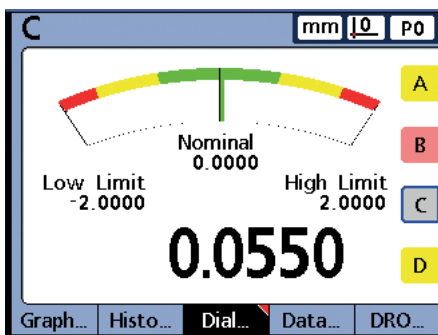 C mm 0 P0
A
B
C
D
Nominal
0.0000
Low Limit
-2.0000
High Limit
2.0000
0.0550
Graph... Histo... Dial... Data... DRO...